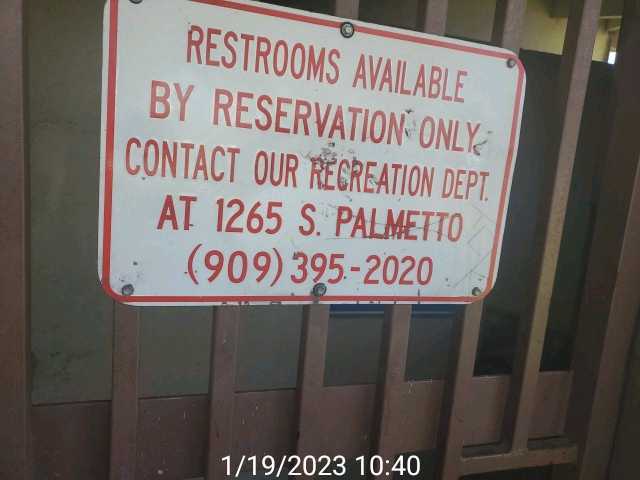 RESTROOMS AVAILABLE
BY RESERVATION ONLY.
CONTACT OUR RECREATION DEPT.
AT 1265 S. PALMETTO
(909) 395-2020
1/19/2023 10:40